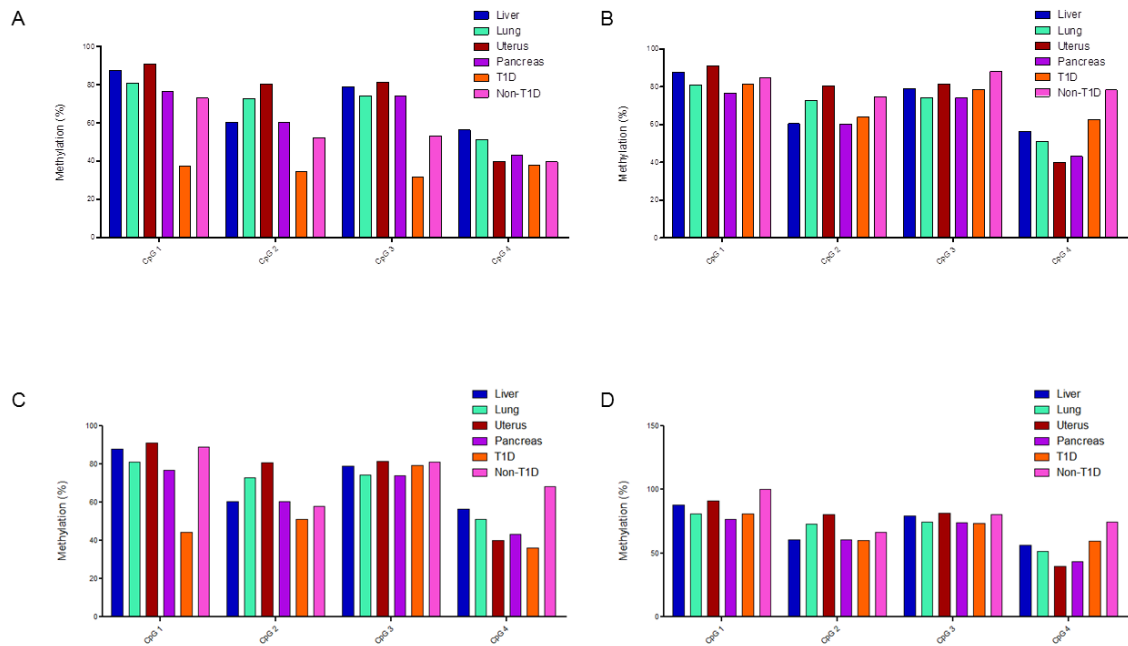 A
Liver
Lung
Uterus
Pancreas
T1D
Non-T1D
Methylation (%)
100
80
60
40
20
0
CpG 1
CpG 2
CpG 3
CpG 4
B
Liver
Lung
Uterus
Pancreas
T1D
Non-T1D
Methylation (%)
100
80
60
40
20
0
CpG 1
CpG 2
CpG 3
CpG 4
C
Liver
Lung
Uterus
Pancreas
T1D
Non-T1D
Methylation (%)
100
80
60
40
20
0
CpG 1
CpG 2
CpG 3
CpG 4
D
Liver
Lung
Uterus
Pancreas
T1D
Non-T1D
Methylation (%)
150
100
50
0
CpG 1
CpG 2
CpG 3
CpG 4